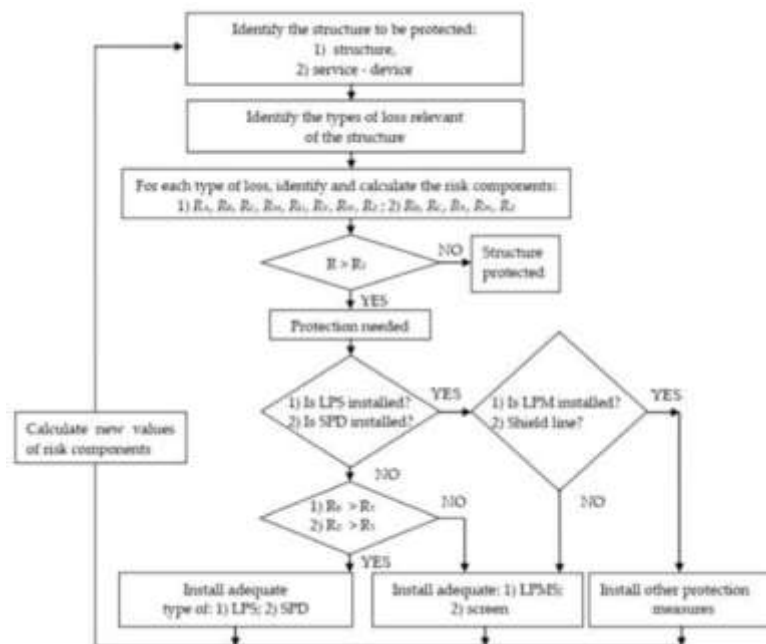 Identify the structure to be protected:
1) structure,
2) service - device
Identify the types of loss relevant
of the structure
For each type of loss, identify and calculate the risk components:
1)
; 2)
R >
NO
Structure
protected
YES
Protection needed
1) Is LPS installed?
2) Is SPD installed?
YES
1) Is LPM installed?
2) Shield line?
YES
Calculate new values
of risk components
NO
1)
2)
NO
NO
YES
Install adequate
type of: 1) LPS; 2) SPD
Install adequate: 1) LPMS;
2) screen
Install other protection
measures